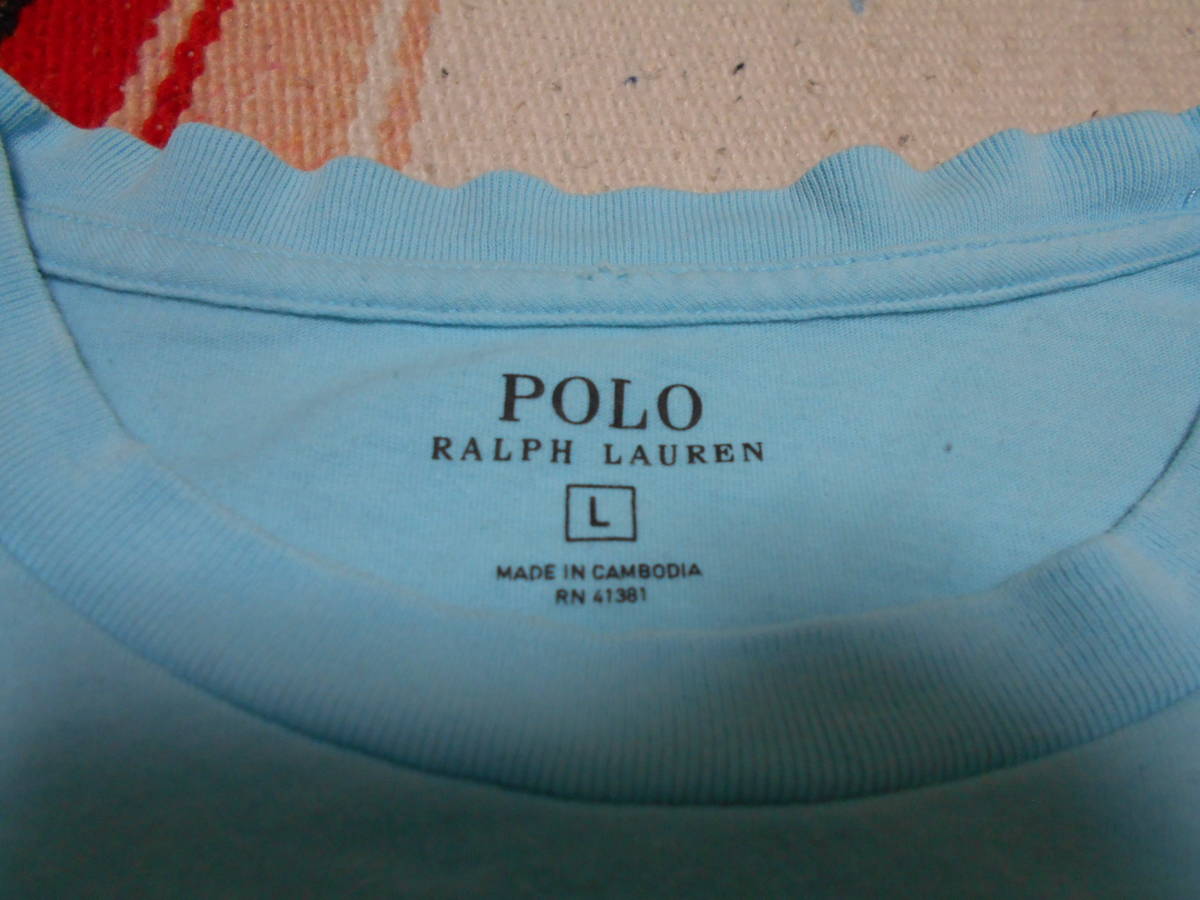 POLO
RALPH LAUREN
L
MADE IN CAMBODIA
RN 41381